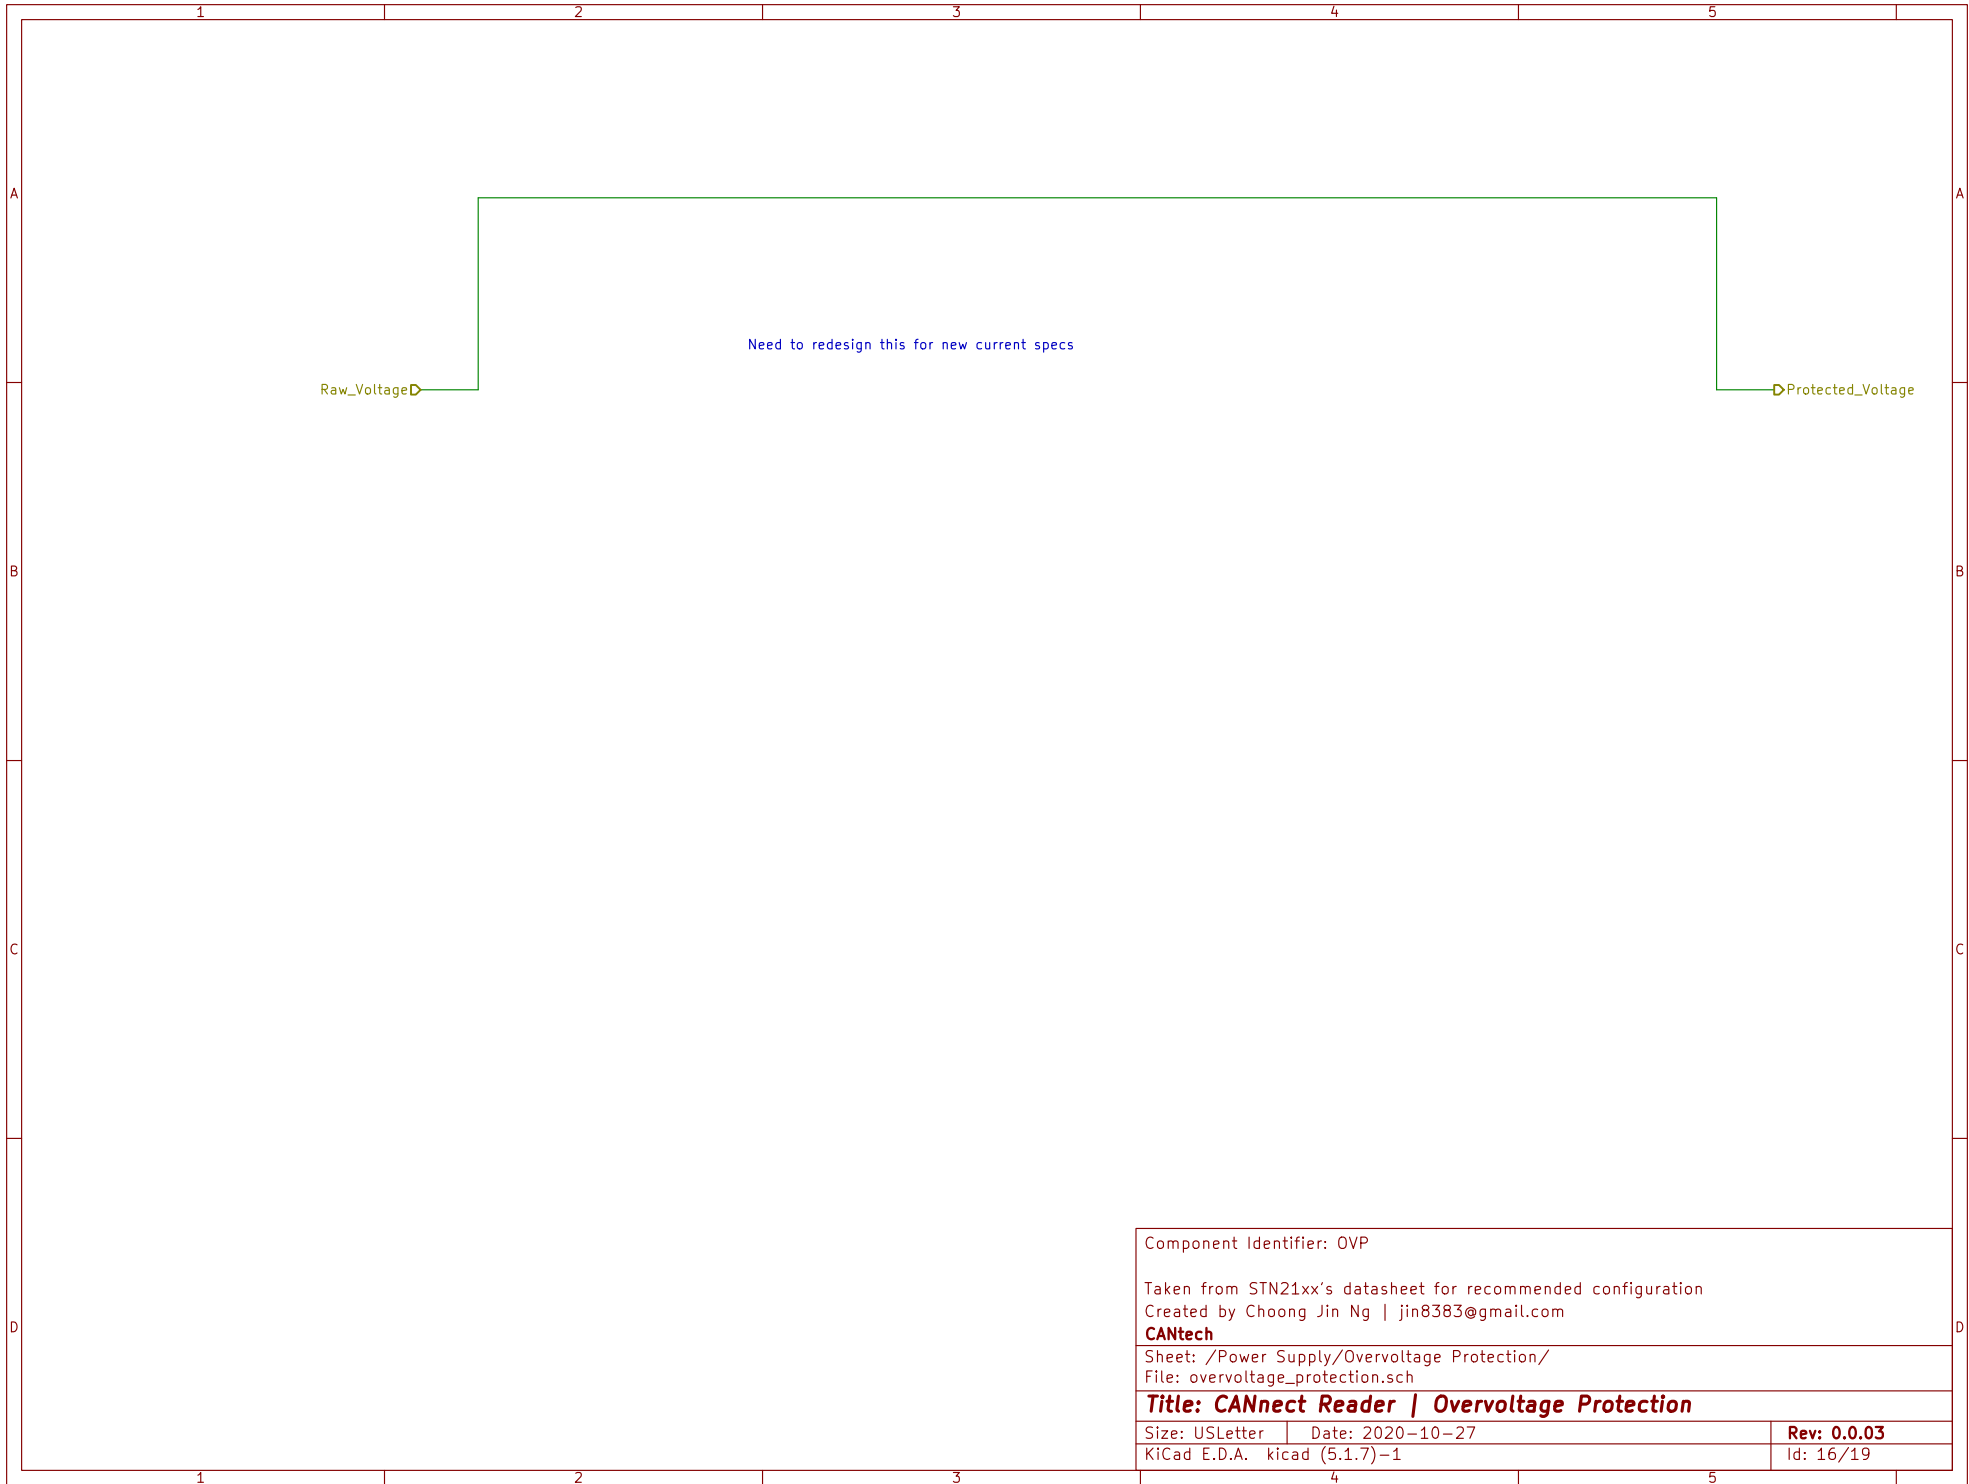 1 2 3 4 5
A A
Need to redesign this for new current specs
Raw_Voltage Protected_Voltage
B B
C C
Component Identifier: OVP
Taken from STN21xx's datasheet for recommended configuration
Created by Choong Jin Ng | jin8383@gmail.com
D D
CANtech
Sheet: /Power Supply/Overvoltage Protection/
File: overvoltage_protection.sch
Title: CANnect Reader | Overvoltage Protection
Size: USLetter Date: 2020-10-27 Rev: 0.0.03
KiCad E.D.A. kicad (5.1.7)-1 Id: 16/19
1 2 3 4 5